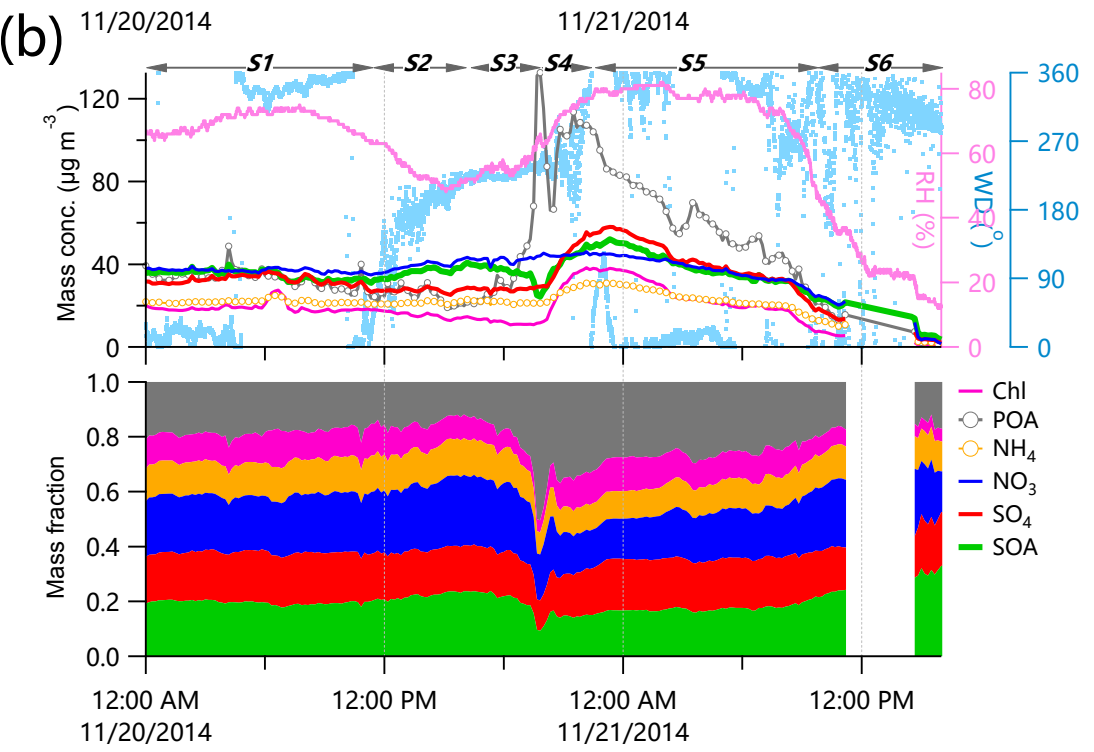 (b)
11/20/2014
11/21/2014
S1
S2
S3
S4
S5
S6
Mass conc. (µg m⁻³)
120
80
40
0
80
60
40
20
0
RH (%)
360
270
180
90
0
WD (°)
Mass fraction
1.0
0.8
0.6
0.4
0.2
0.0
Chl
POA
NH₄
NO₃
SO₄
SOA
12:00 AM
12:00 PM
12:00 AM
12:00 PM
11/20/2014
11/21/2014